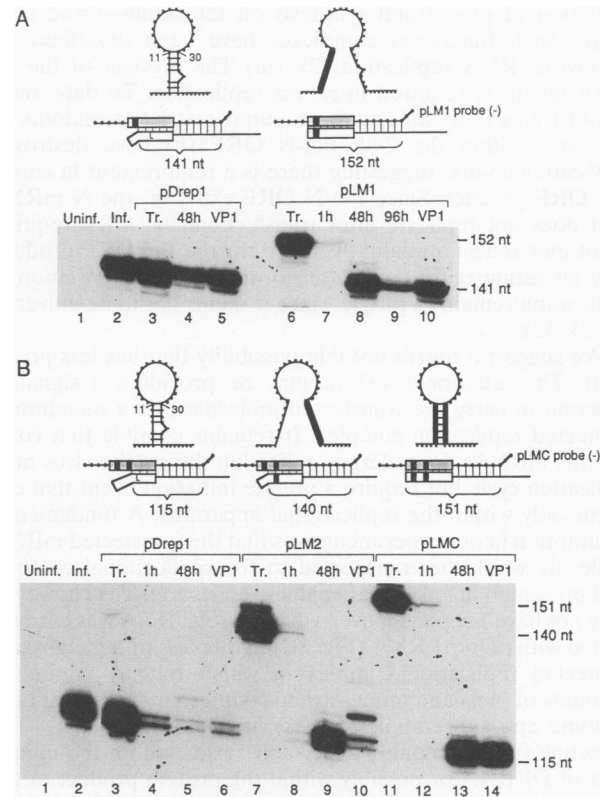 A
11 30
L
pLM1 probe (-)
141 nt 152 nt
pDrep1 pLM1
Uninf. Inf. Tr. 48h VP1 Tr. 1h 48h 96h VP1
152 nt
141 nt
1 2 3 4 5 6 7 8 9 10
B
11 30
pLMC probe (-)
115 nt 140 nt 151 nt
pDrep1 pLM2 pLMC
Uninf. Inf. Tr. 1h 48h VP1 Tr. 1h 48h VP1 Tr. 1h 48h VP1
151 nt
140 nt
115 nt
1 2 3 4 5 6 7 8 9 10 11 12 13 14